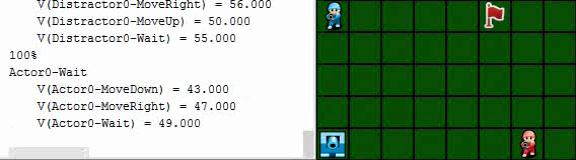 V(Distractor0-MoveRight) = 56.000
V(Distractor0-MoveUp) = 50.000
V(Distractor0-Wait) = 55.000
100%
Actor0-Wait
V(Actor0-MoveDown) = 43.000
V(Actor0-MoveRight) = 47.000
V(Actor0-Wait) = 49.000